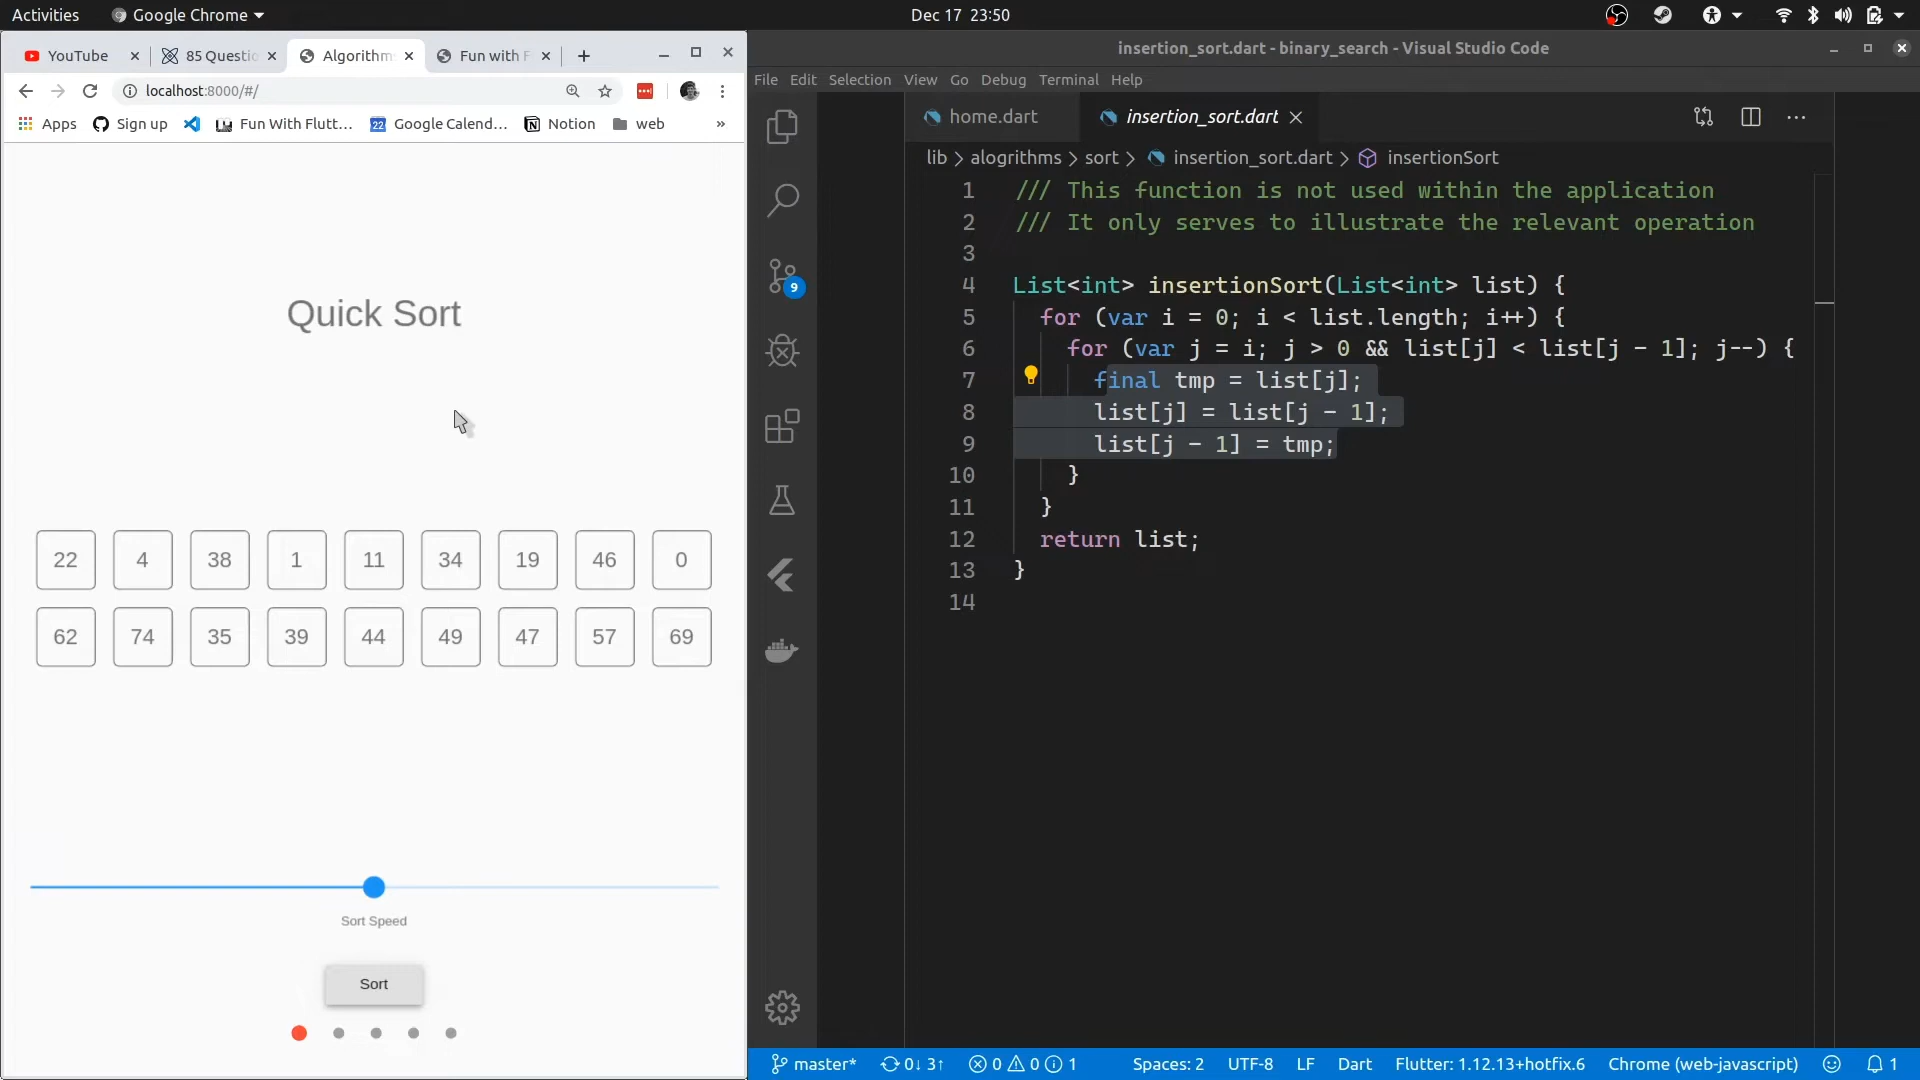 Activities
Google Chrome
Dec 17 23:50
YouTube
85 Questio
Algorithm
Fun with F
localhost:8000/#/
Apps
Sign up
Fun With Flutt...
22
Google Calend...
Notion
web
»
Quick Sort
22 4 38 1 11 34 19 46 0
62 74 35 39 44 49 47 57 69
Sort Speed
Sort
insertion_sort.dart - binary_search - Visual Studio Code
File Edit Selection View Go Debug Terminal Help
9
home.dart
insertion_sort.dart
lib > alogrithms > sort > insertion_sort.dart > insertionSort
1 /// This function is not used within the application
2 /// It only serves to illustrate the relevant operation
3
4 List<int> insertionSort(List<int> list) {
5 for (var i = 0; i < list.length; i++) {
6 for (var j = i; j > 0 && list[j] < list[j - 1]; j--) {
7 final tmp = list[j];
8 list[j] = list[j - 1];
9 list[j - 1] = tmp;
10 }
11 }
12 return list;
13 }
14
master* 0↓ 3↑ 0 0 1 Spaces: 2 UTF-8 LF Dart Flutter: 1.12.13+hotfix.6 Chrome (web-javascript) 1